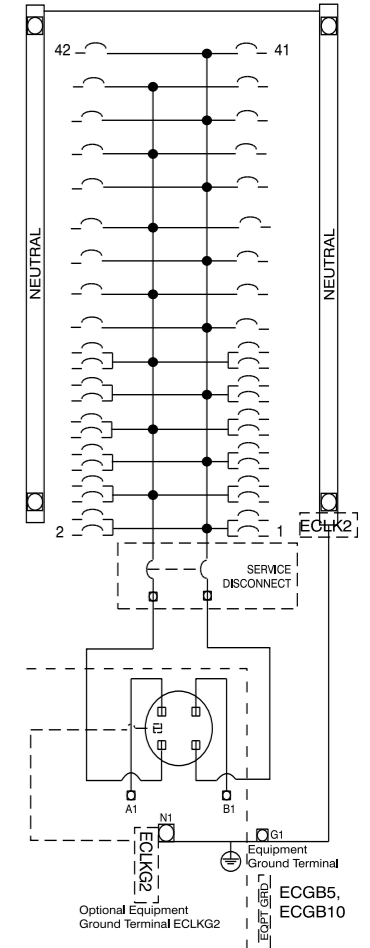 42
41
NEUTRAL
NEUTRAL
2
1
ECLK2
SERVICE
DISCONNECT
A1
B1
N1
G1
Equipment
Ground Terminal
ECLKG2
Optional Equipment
Ground Terminal ECLKG2
EQPT GRD
ECGB5,
ECGB10